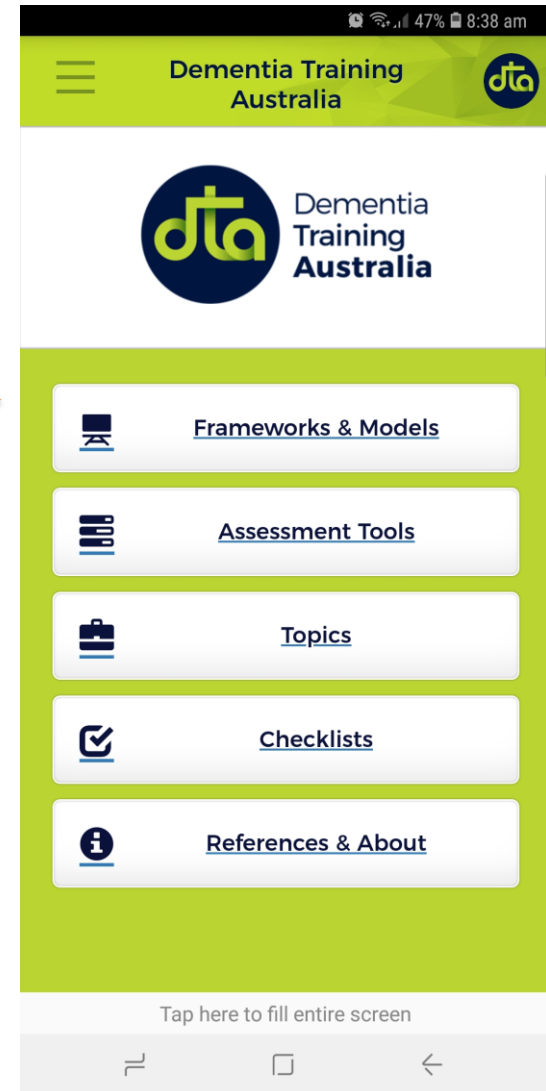 47% 8:38 am
Dementia Training
Australia
dta
dta
Dementia
Training
Australia
Frameworks & Models
Assessment Tools
Topics
Checklists
References & About
Tap here to fill entire screen